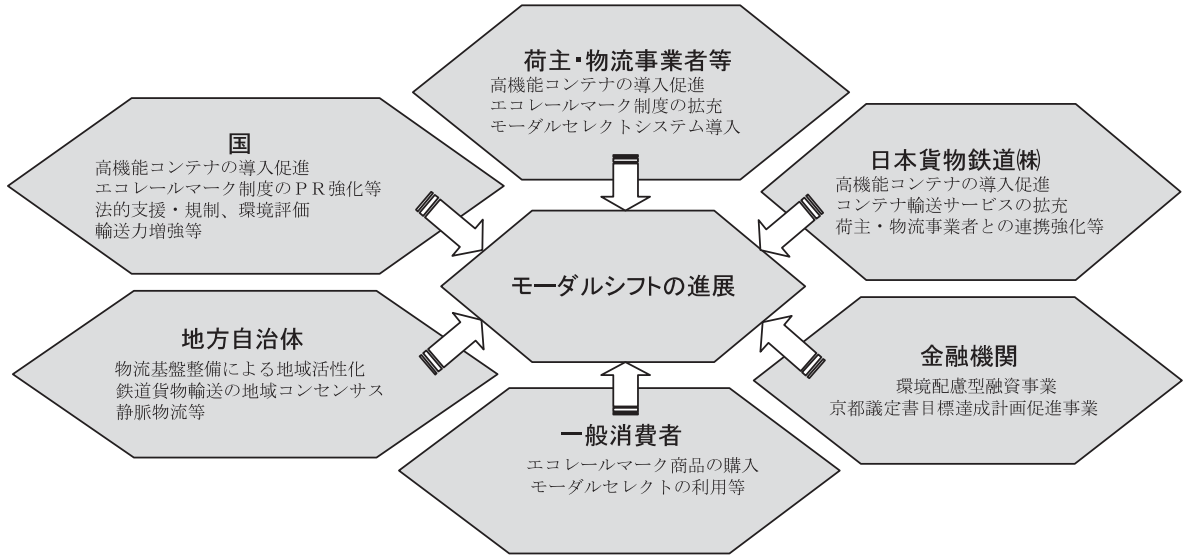 荷主・物流事業者等
高機能コンテナの導入促進
エコレールマーク制度の拡充
モーダルセレクトシステム導入
国
高機能コンテナの導入促進
エコレールマーク制度のＰＲ強化等
法的支援・規制、環境評価
輸送力増強等
日本貨物鉄道㈱
高機能コンテナの導入促進
コンテナ輸送サービスの拡充
荷主・物流事業者との連携強化等
モーダルシフトの進展
地方自治体
物流基盤整備による地域活性化
鉄道貨物輸送の地域コンセンサス
静脈物流等
金融機関
環境配慮型融資事業
京都議定書目標達成計画促進事業
一般消費者
エコレールマーク商品の購入
モーダルセレクトの利用等